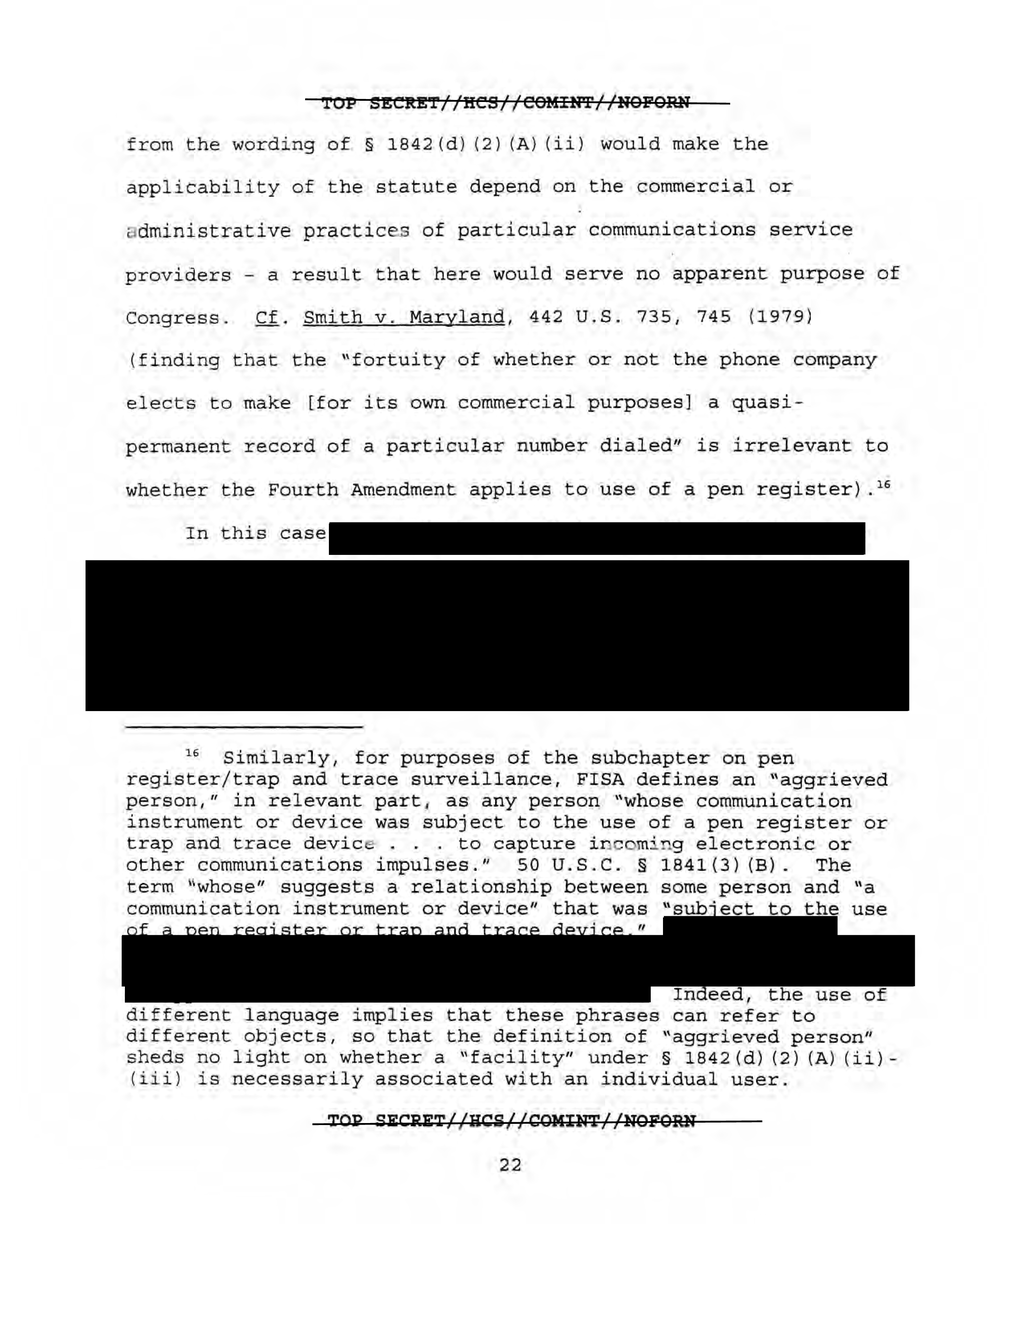 TOP SECRET//HCS//COMINT//NOFORN
from the wording of § 1842(d)(2)(A)(ii) would make the
applicability of the statute depend on the commercial or
administrative practices of particular communications service
providers - a result that here would serve no apparent purpose of
Congress. Cf. Smith v. Maryland, 442 U.S. 735, 745 (1979)
(finding that the "fortuity of whether or not the phone company
elects to make [for its own commercial purposes] a quasi-
permanent record of a particular number dialed" is irrelevant to
whether the Fourth Amendment applies to use of a pen register).16
In this case
16 Similarly, for purposes of the subchapter on pen
register/trap and trace surveillance, FISA defines an "aggrieved
person," in relevant part, as any person "whose communication
instrument or device was subject to the use of a pen register or
trap and trace device . . . to capture incoming electronic or
other communications impulses." 50 U.S.C. § 1841(3)(B). The
term "whose" suggests a relationship between some person and "a
communication instrument or device" that was "subject to the use
of a pen register or trap and trace device."
Indeed, the use of
different language implies that these phrases can refer to
different objects, so that the definition of "aggrieved person"
sheds no light on whether a "facility" under § 1842(d)(2)(A)(ii)-
(iii) is necessarily associated with an individual user.
TOP SECRET//HCS//COMINT//NOFORN
22